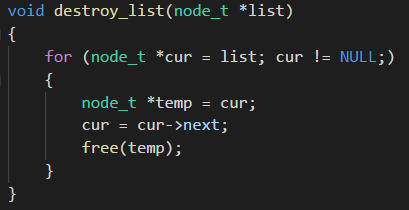 void destroy_list(node_t *list)
{
    for (node_t *cur = list; cur != NULL;)
    {
        node_t *temp = cur;
        cur = cur->next;
        free(temp);
    }
}